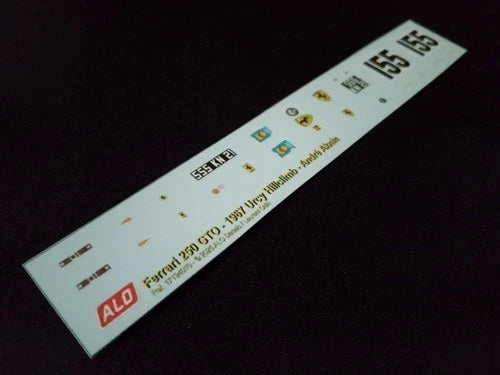 155 155
555 KN 21
ALO
Ferrari 250 GTO - 1967 Urcy Hillclimb - André Alzain